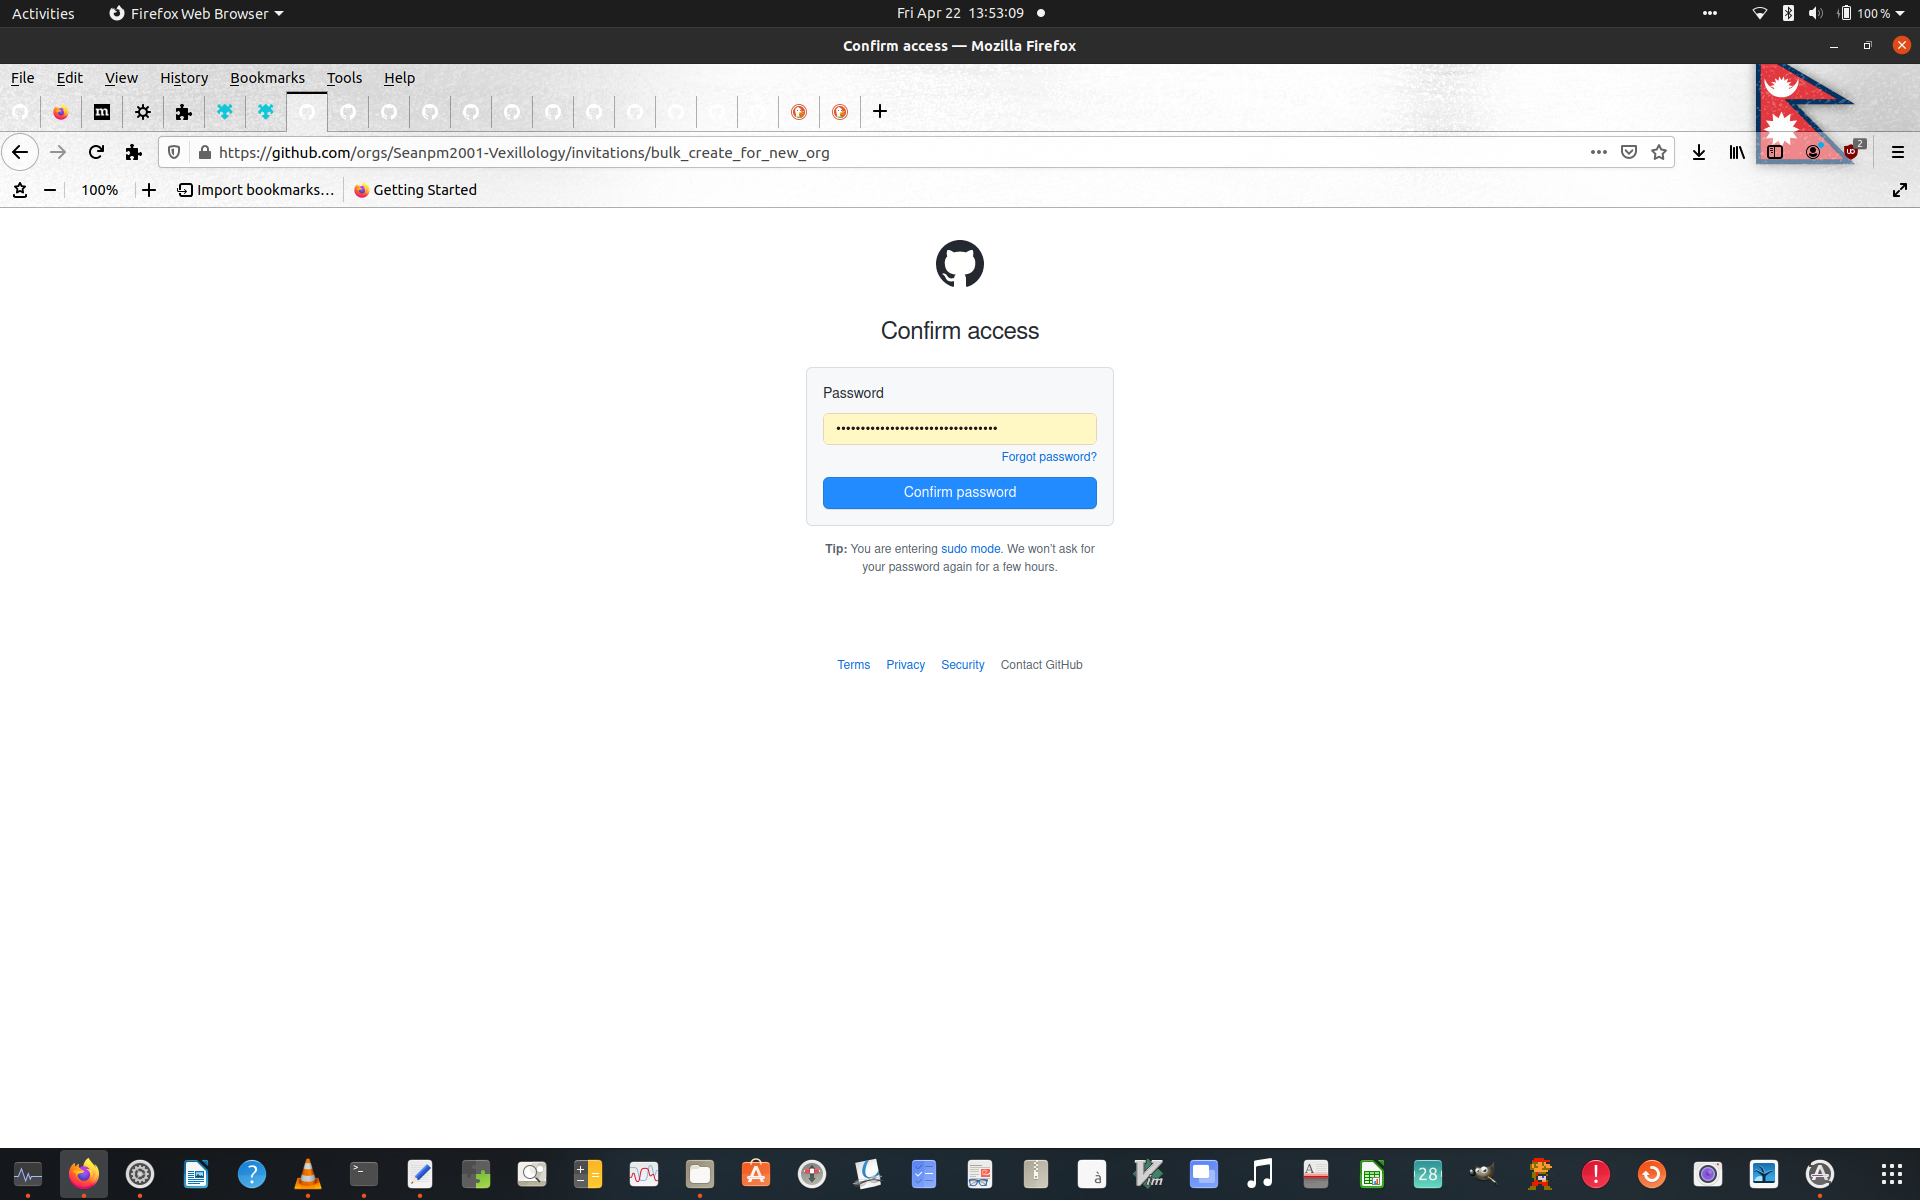 Activities
Firefox Web Browser
Fri Apr 22 13:53:09
100 %
Confirm access — Mozilla Firefox
File Edit View History Bookmarks Tools Help
m
https://github.com/orgs/Seanpm2001-Vexillology/invitations/bulk_create_for_new_org
2
100%
Import bookmarks…
Getting Started
Confirm access
Password
••••••••••••••••••••••••••••••••
Forgot password?
Confirm password
Tip: You are entering sudo mode. We won't ask for
your password again for a few hours.
Terms Privacy Security Contact GitHub
>_
?
à
Vim
A
28
!